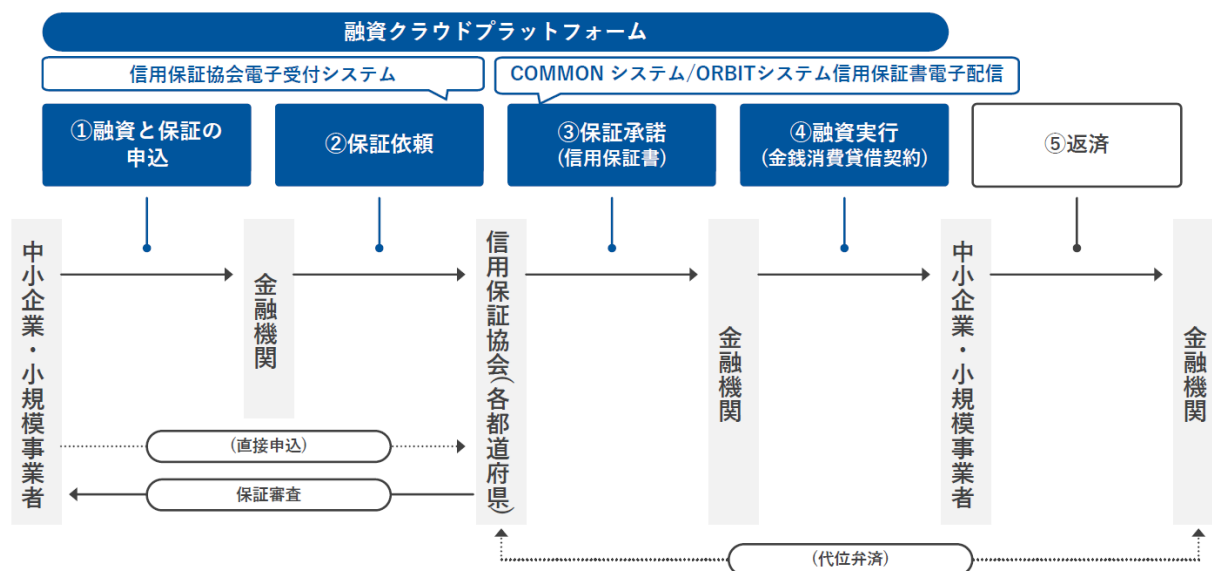 融資クラウドプラットフォーム
信用保証協会電子受付システム
COMMON システム/ORBITシステム信用保証書電子配信
①融資と保証の
申込
②保証依頼
③保証承諾
(信用保証書)
④融資実行
(金銭消費貸借契約)
⑤返済
中小企業・小規模事業者
金融機関
信用保証協会(各都道府県)
金融機関
中小企業・小規模事業者
金融機関
(直接申込)
保証審査
(代位弁済)